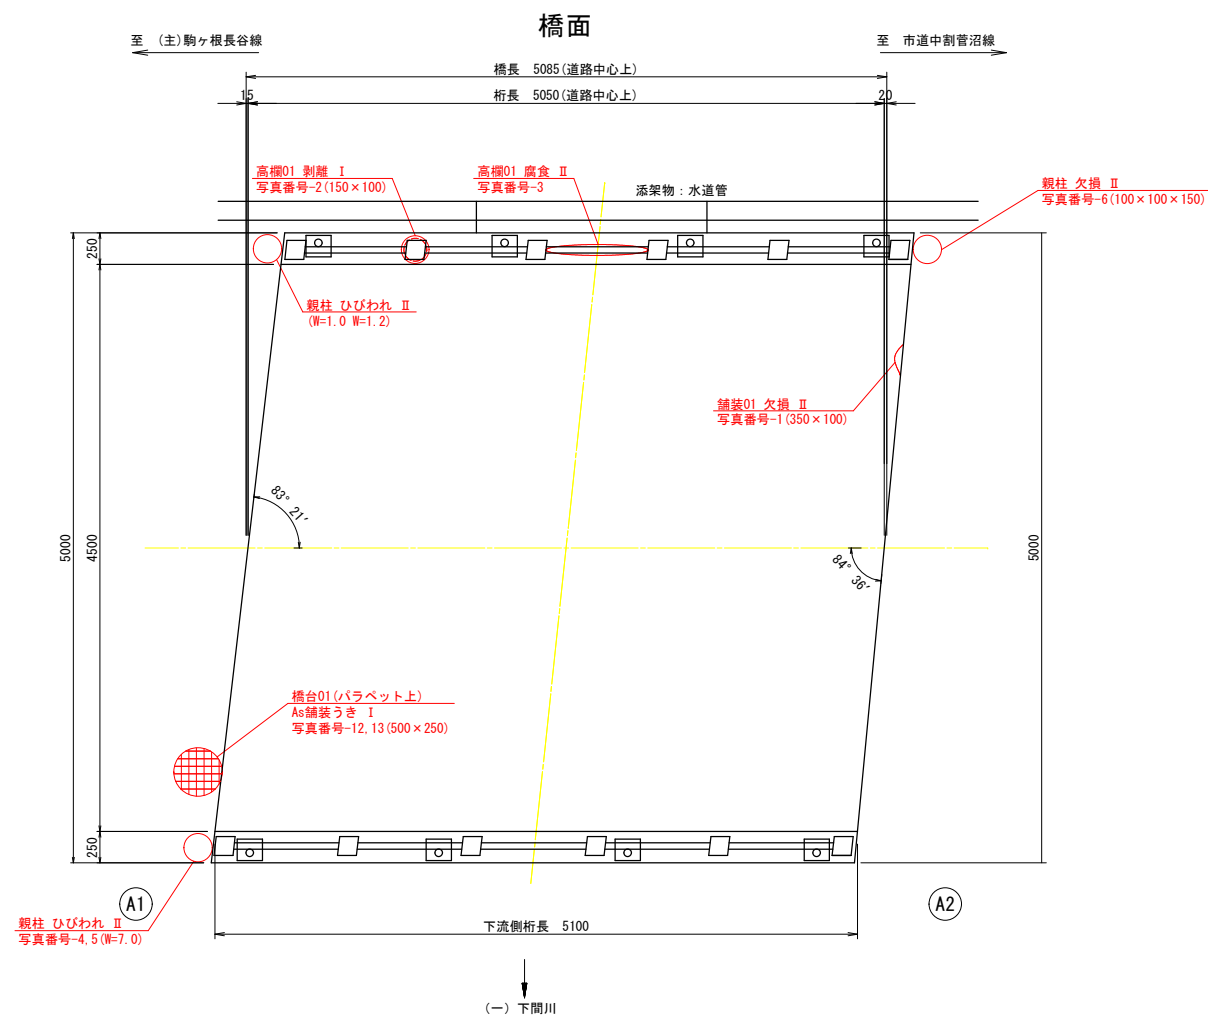 橋面
至 (主)駒ヶ根長谷線
至 市道中割菅沼線
橋長 5085(道路中心上)
15
桁長 5050(道路中心上)
20
高欄01 剥離 Ⅰ
写真番号-2(150×100)
高欄01 腐食 Ⅱ
写真番号-3
添架物：水道管
親柱 欠損 Ⅱ
写真番号-6(100×100×150)
250
親柱 ひびわれ Ⅱ
(W=1.0 W=1.2)
舗装01 欠損 Ⅱ
写真番号-1(350×100)
83° 21′
84° 36′
5000
4500
5000
橋台01(パラペット上)
As舗装うき Ⅰ
写真番号-12,13(500×250)
250
A1
A2
親柱 ひびわれ Ⅱ
写真番号-4,5(W=7.0)
下流側桁長 5100
(一) 下間川